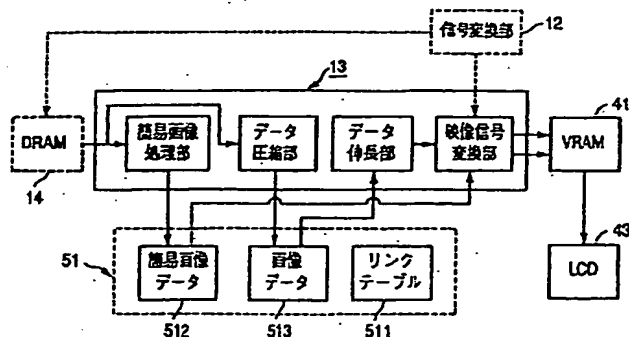 信号変換部
12
13
41
DRAM
簡易画像
処理部
データ
圧縮部
データ
伸長部
映像信号
変換部
VRAM
14
43
51
簡易画像
データ
画像
データ
リンク
テーブル
LCD
512
513
511